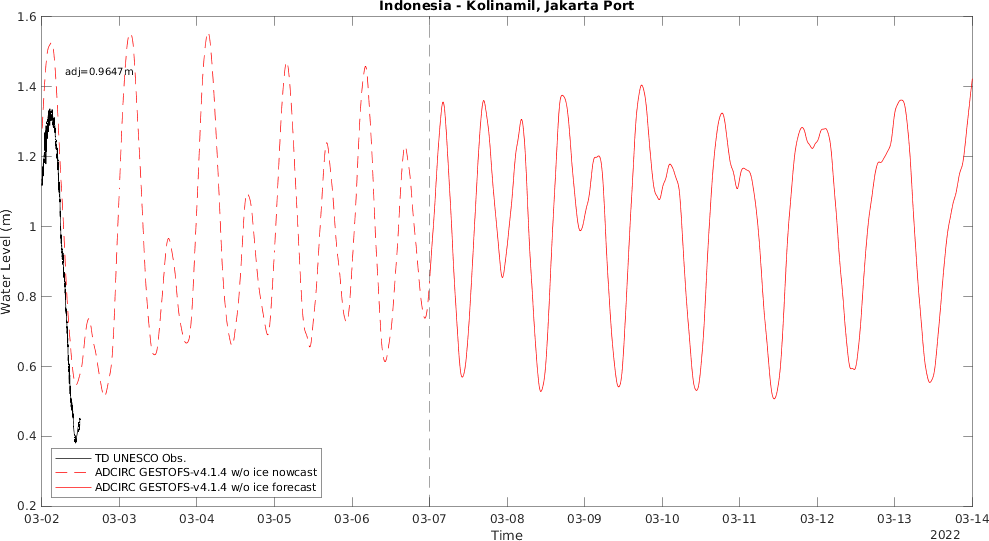 Indonesia - Kolinamil, Jakarta Port
1.6
1.4
1.2
1
0.8
0.6
0.4
0.2
Water Level (m)
adj=0.9647m
TD UNESCO Obs.
ADCIRC GESTOFS-v4.1.4 w/o ice nowcast
ADCIRC GESTOFS-v4.1.4 w/o ice forecast
03-02 03-03 03-04 03-05 03-06 03-07 03-08 03-09 03-10 03-11 03-12 03-13 03-14
Time
2022